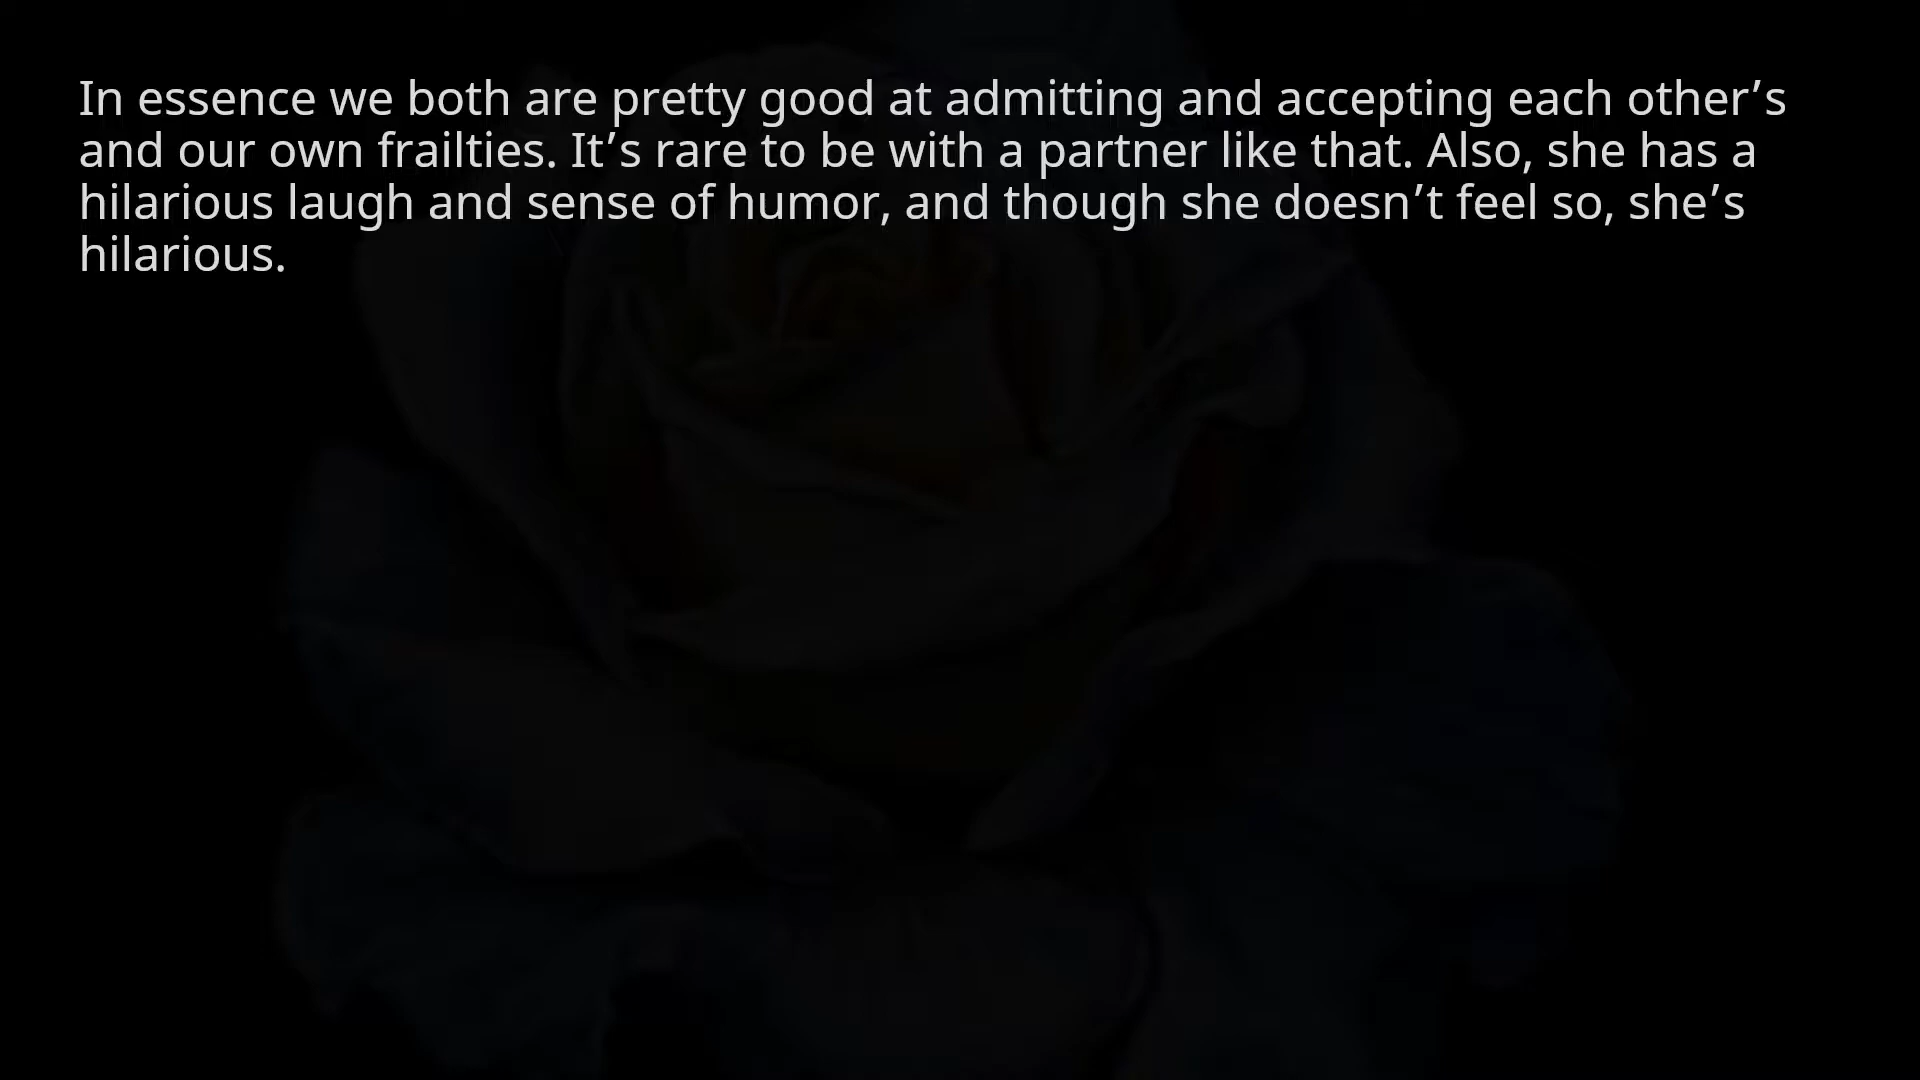 In essence we both are pretty good at admitting and accepting each other’s
and our own frailties. It’s rare to be with a partner like that. Also, she has a
hilarious laugh and sense of humor, and though she doesn’t feel so, she’s
hilarious.